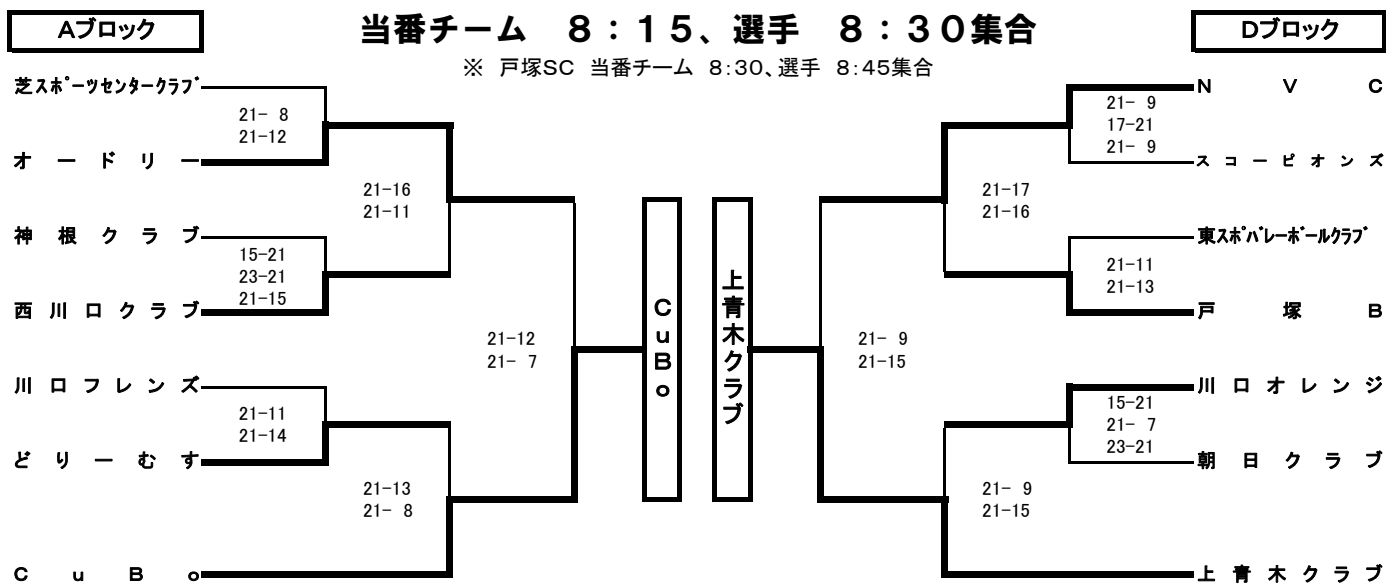 Aブロック
当番チーム 8：15、選手 8：30集合
Dブロック
※ 戸塚SC 当番チーム 8:30、選手 8:45集合
芝スポーツセンタークラブ
21- 8
21-12
オードリー
21-16
21-11
神根クラブ
15-21
23-21
21-15
西川口クラブ
21-12
21- 7
川口フレンズ
21-11
21-14
どりーむす
21-13
21- 8
CuBo
CuBo
上青木クラブ
NVC
21- 9
17-21
21- 9
スコーピオンズ
21-17
21-16
東スポバレーボールクラブ
21-11
21-13
戸塚B
21- 9
21-15
川口オレンジ
15-21
21- 7
23-21
朝日クラブ
21- 9
21-15
上青木クラブ